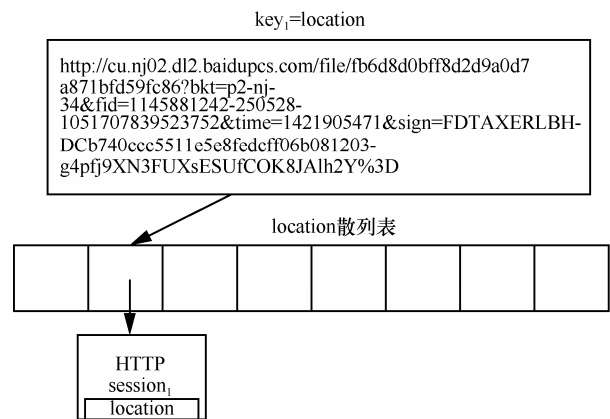 key₁=location
http://cu.nj02.dl2.baidupcs.com/file/fb6d8d0bff8d2d9a0d7
a871bfd59fc86?bkt=p2-nj-
34&fid=1145881242-250528-
1051707839523752&time=1421905471&sign=FDTAXERLBH-
DCb740ccc5511e5e8fedcff06b081203-
g4pfj9XN3FUXsESUfCOK8JAlh2Y%3D
location散列表
HTTP
session₁
location